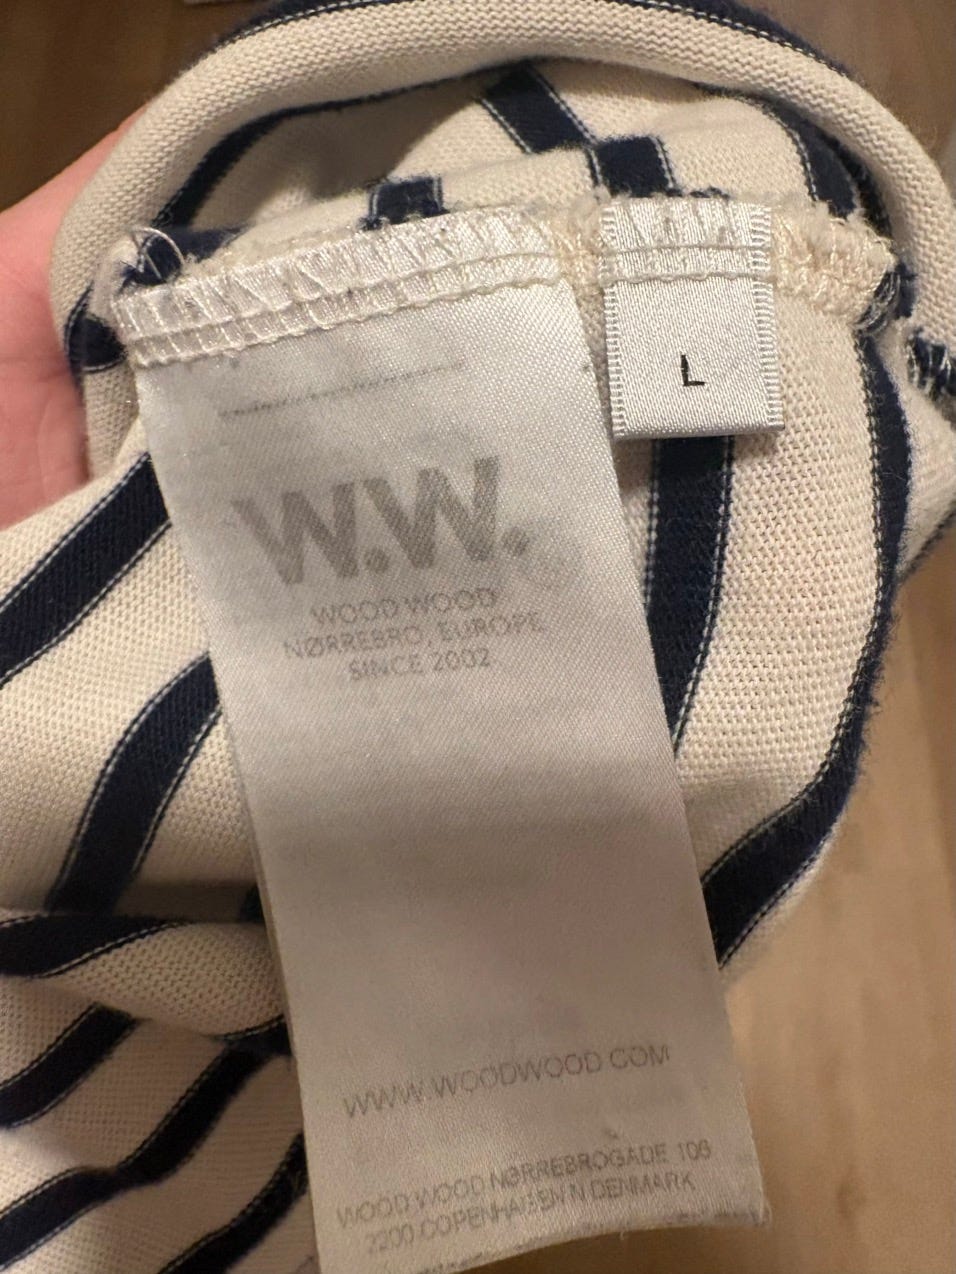 L
W.W.
WOOD WOOD
NØRREBRO, EUROPE
SINCE 2002
WWW.WOODWOOD.COM
WOOD WOOD NØRREBROGADE 106
2200 COPENHAGEN N DENMARK